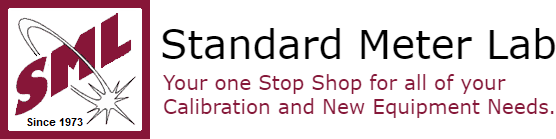 SML
Since 1973
Standard Meter Lab
Your one Stop Shop for all of your
Calibration and New Equipment Needs.